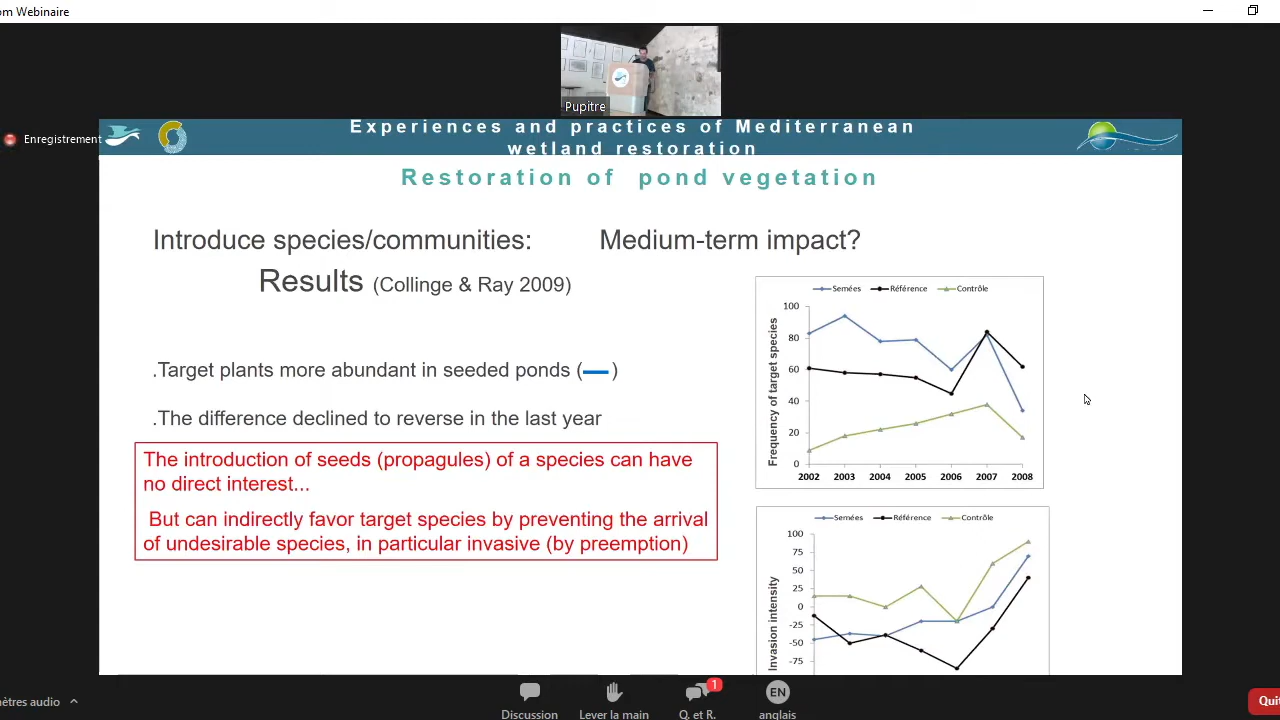 om Webinaire
Pupitre
Enregistrement
Experiences and practices of Mediterranean
wetland restoration
Restoration of pond vegetation
Introduce species/communities: Medium-term impact?
Results (Collinge & Ray 2009)
.Target plants more abundant in seeded ponds ( )
.The difference declined to reverse in the last year
The introduction of seeds (propagules) of a species can have
no direct interest...
But can indirectly favor target species by preventing the arrival
of undesirable species, in particular invasive (by preemption)
Semées Référence Contrôle
Frequency of target species
100
80
60
40
20
0
2002 2003 2004 2005 2006 2007 2008
Semées Référence Contrôle
Invasion intensity
100
75
50
25
0
-25
-50
-75
mètres audio
Discussion
Lever la main
1
Q. et R.
EN
anglais
Quit